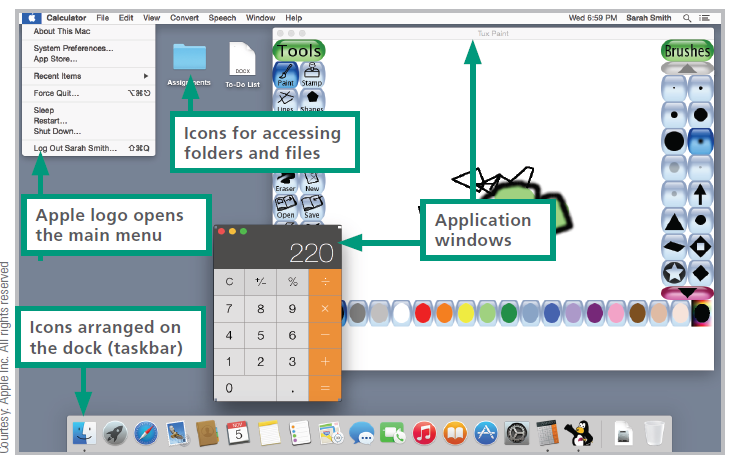 Calculator File Edit View Convert Speech Window Help Wed 6:59 PM Sarah Smith
About This Mac
System Preferences...
App Store...
Recent Items
Force Quit... ⌥⌘⎋
Sleep
Restart...
Shut Down...
Log Out Sarah Smith... ⇧⌘Q
Assignments
DOCX
To-Do List
Tux Paint
Tools
Brushes
Paint Stamp
Lines Shapes
Eraser New
Open Save
Icons for accessing
folders and files
Apple logo opens
the main menu
Application
windows
Icons arranged on
the dock (taskbar)
220
C +/− % ÷
7 8 9 ×
4 5 6 −
1 2 3 +
0 . =
NOV
5
Courtesy: Apple Inc. All rights reserved